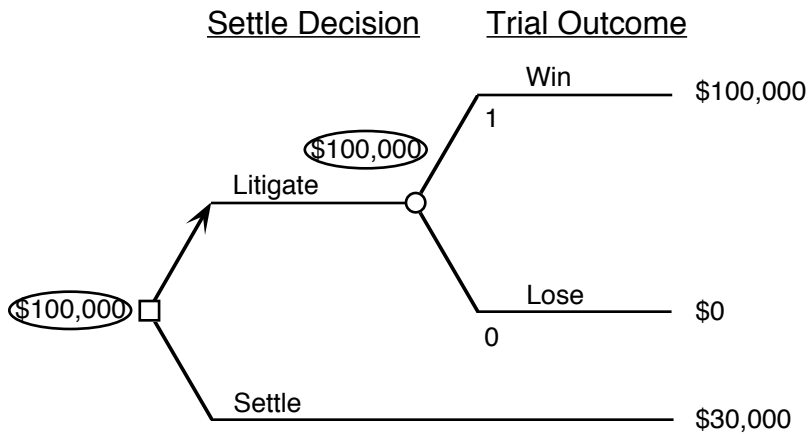 Settle Decision
Trial Outcome
Win
$100,000
1
$100,000
Litigate
Lose
$0
0
$100,000
Settle
$30,000